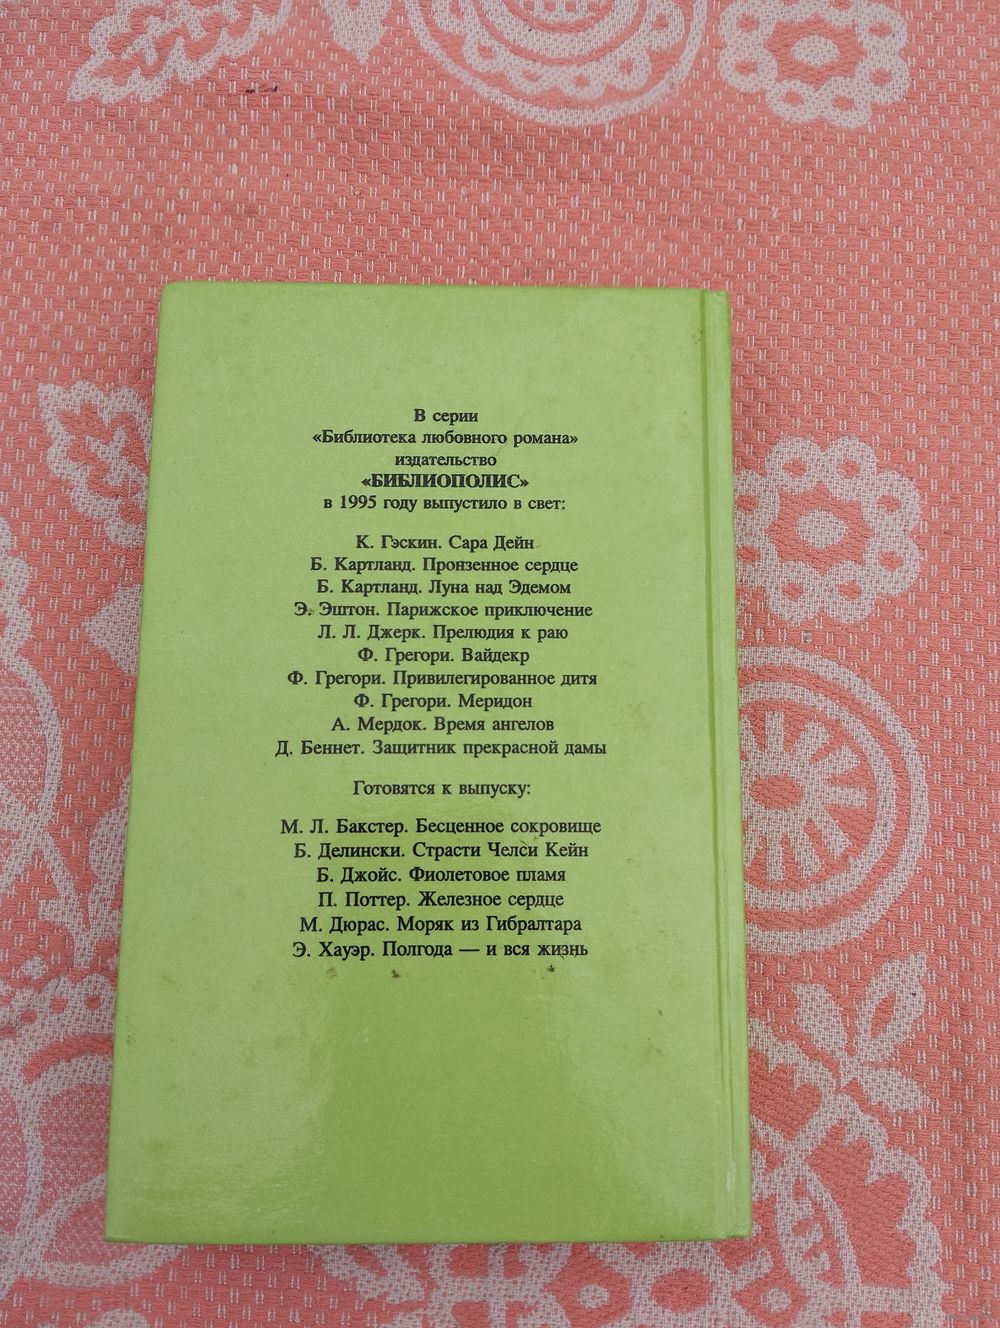 В серии
«Библиотека любовного романа»
издательство
«БИБЛИОПОЛИС»
в 1995 году выпустило в свет:
К. Гэскин. Сара Дейн
Б. Картланд. Пронзенное сердце
Б. Картланд. Луна над Эдемом
Э. Эштон. Парижское приключение
Л. Л. Джерк. Прелюдия к раю
Ф. Грегори. Вайдекр
Ф. Грегори. Привилегированное дитя
Ф. Грегори. Меридон
А. Мердок. Время ангелов
Д. Беннет. Защитник прекрасной дамы
Готовятся к выпуску:
М. Л. Бакстер. Бесценное сокровище
Б. Делински. Страсти Челси Кейн
Б. Джойс. Фиолетовое пламя
П. Поттер. Железное сердце
М. Дюрас. Моряк из Гибралтара
Э. Хауэр. Полгода — и вся жизнь